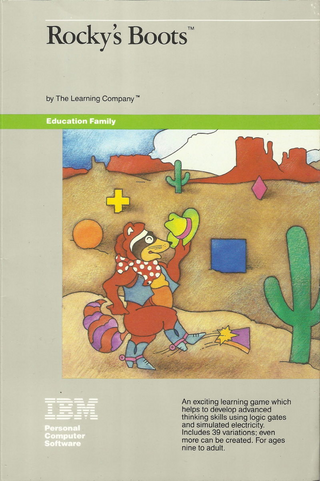 Rocky's Boots™
by The Learning Company™
Education Family
IBM
Personal
Computer
Software
An exciting learning game which
helps to develop advanced
thinking skills using logic gates
and simulated electricity.
Includes 39 variations; even
more can be created. For ages
nine to adult.